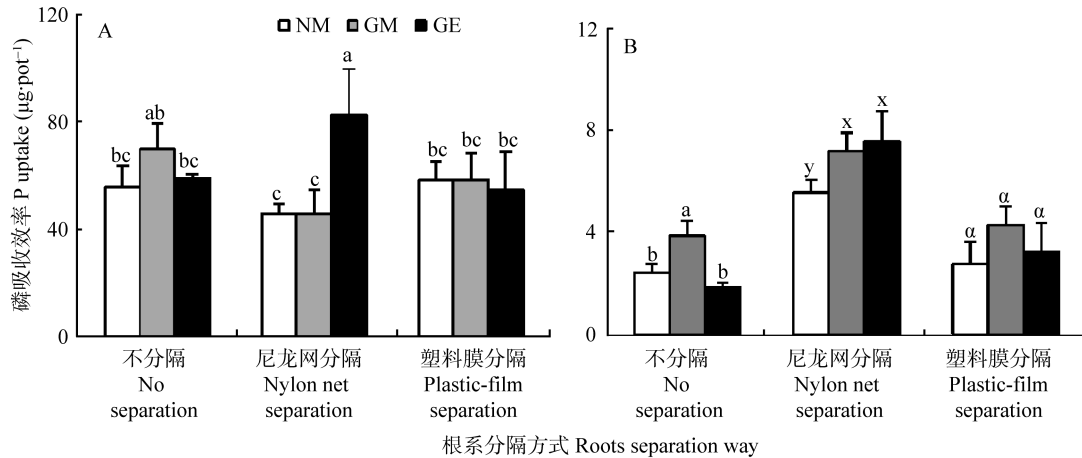 磷吸收效率 P uptake (μg·pot⁻¹)
A
NM GM GE
120
80
40
0
bc
ab
bc
c
c
a
bc
bc
bc
不分隔
No
separation
尼龙网分隔
Nylon net
separation
塑料膜分隔
Plastic-film
separation
B
12
8
4
0
b
a
b
y
x
x
α
α
α
不分隔
No
separation
尼龙网分隔
Nylon net
separation
塑料膜分隔
Plastic-film
separation
根系分隔方式 Roots separation way